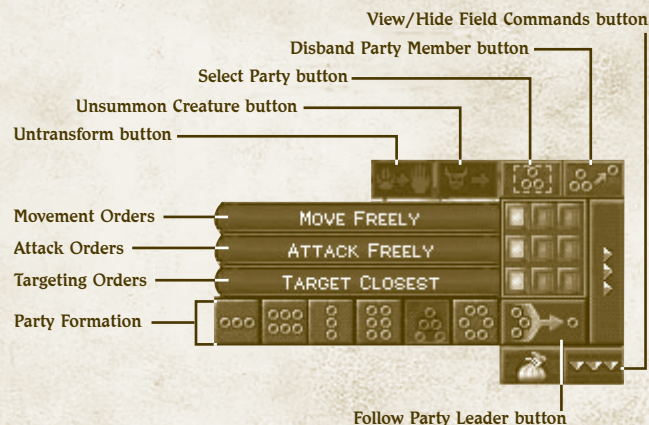 View/Hide Field Commands button
Disband Party Member button
Select Party button
Unsummon Creature button
Untransform button
Movement Orders
MOVE FREELY
Attack Orders
ATTACK FREELY
Targeting Orders
TARGET CLOSEST
Party Formation
Follow Party Leader button